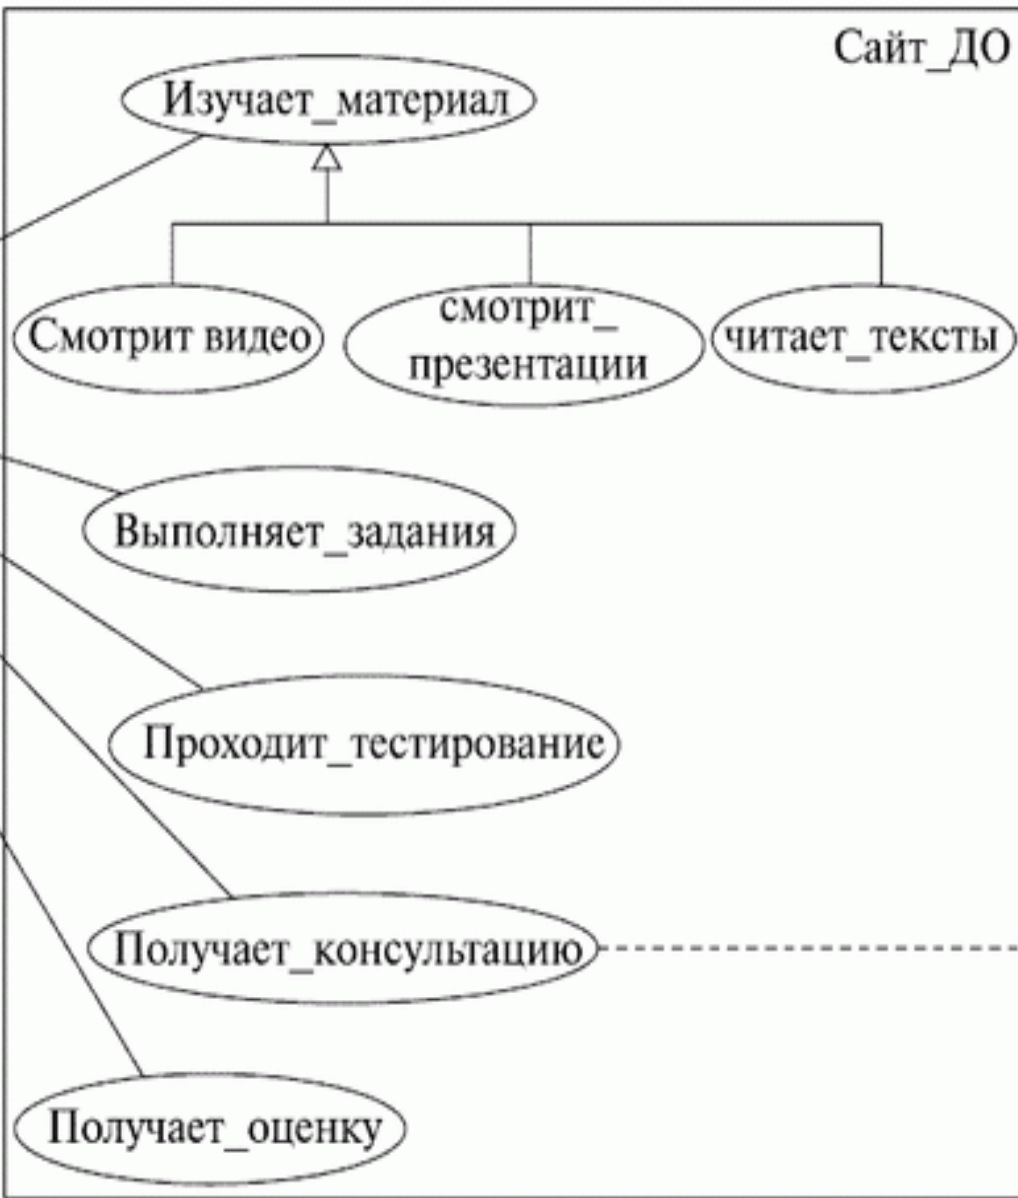 Сайт_ДО
Изучает_материал
Смотрит видео
смотрит_
презентации
читает_тексты
Выполняет_задания
Проходит_тестирование
Получает_консультацию
Получает_оценку